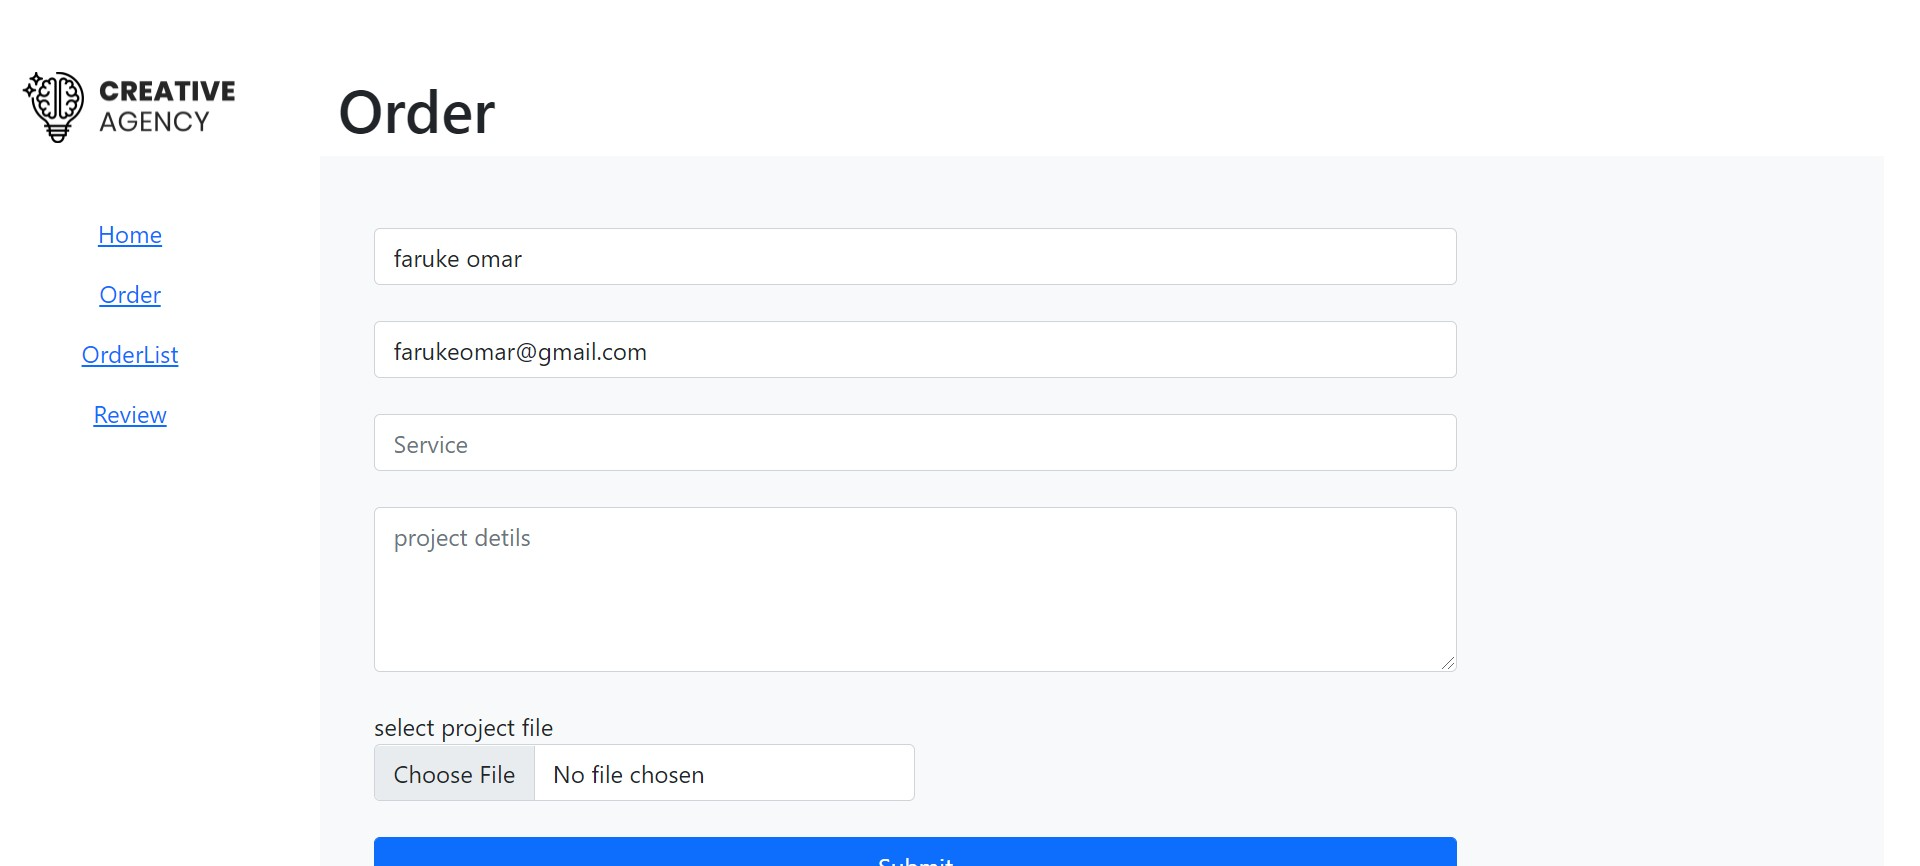 CREATIVE
AGENCY
Order
Home
Order
OrderList
Review
faruke omar
farukeomar@gmail.com
Service
project detils
select project file
Choose File No file chosen
Submit